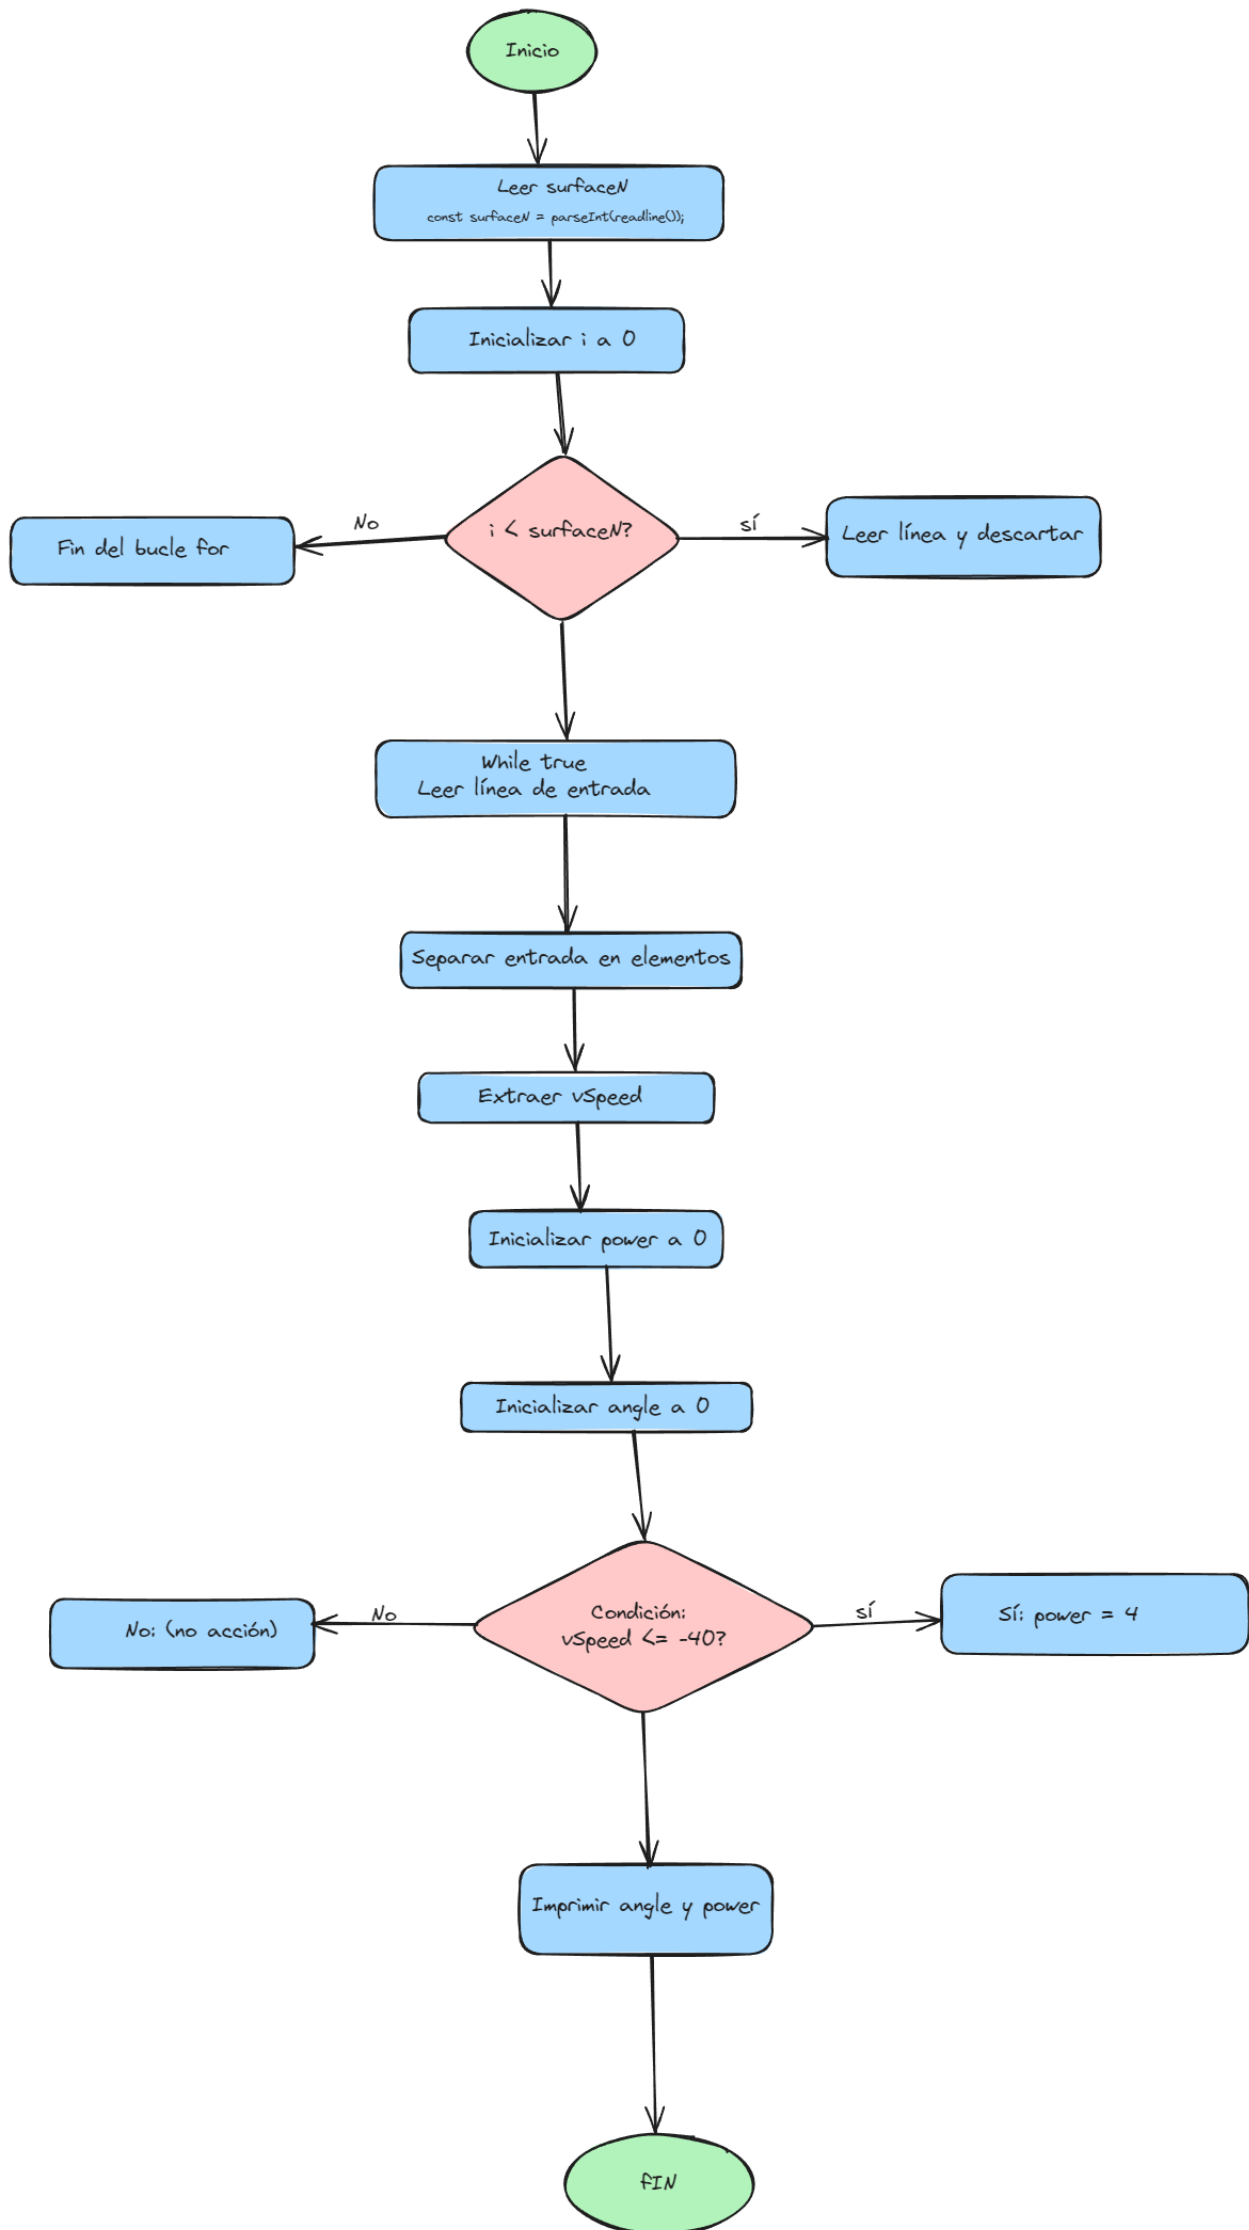 Inicio
Leer surfaceN
const surfaceN = parseInt(readline());
Inicializar i a 0
i < surfaceN?
No
sí
Fin del bucle for
Leer línea y descartar
While true
Leer línea de entrada
Separar entrada en elementos
Extraer vSpeed
Inicializar power a 0
Inicializar angle a 0
Condición:
vSpeed <= -40?
No
sí
No: (no acción)
Sí: power = 4
Imprimir angle y power
fIN